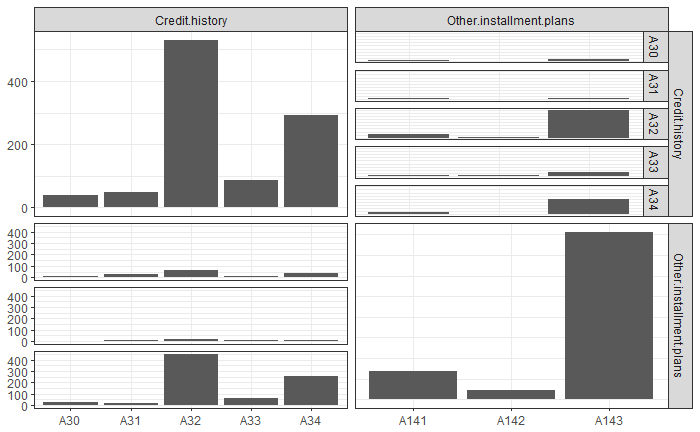 Credit.history
Other.installment.plans
400
200
0
A30
A31
A32
A33
A34
Credit.history
400
300
200
100
0
400
300
200
100
0
400
300
200
100
0
Other.installment.plans
A30 A31 A32 A33 A34
A141 A142 A143